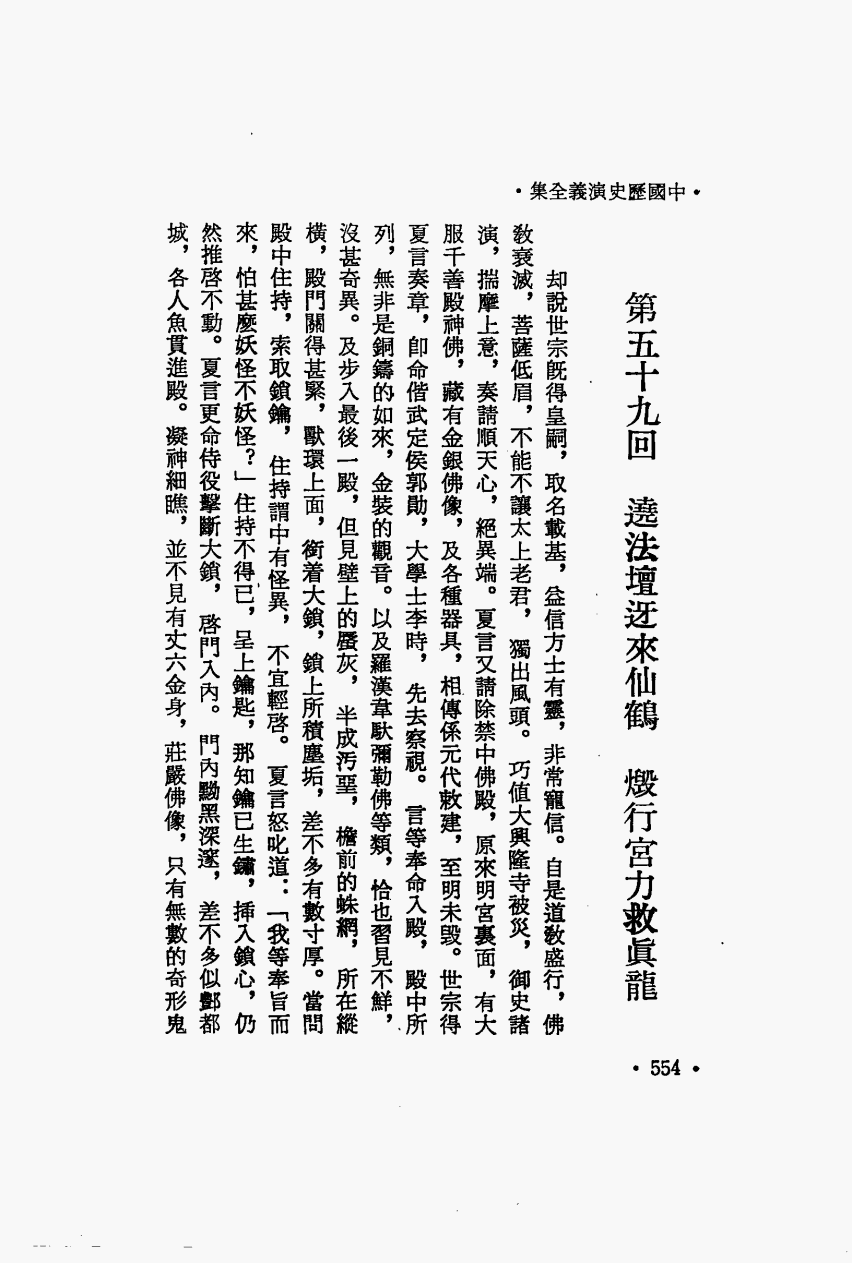 •中國歷史演義全集•
第五十九回　遶法壇迓來仙鶴　燬行宮力救眞龍
却說世宗旣得皇嗣，取名載基，益信方士有靈，非常寵信。自是道敎盛行，佛
敎衰滅，菩薩低眉，不能不讓太上老君，獨出風頭。巧值大興隆寺被災，御史諸
演，揣摩上意，奏請順天心，絕異端。夏言又請除禁中佛殿，原來明宮裏面，有大
服千善殿神佛，藏有金銀佛像，及各種器具，相傳係元代敕建，至明未毀。世宗得
夏言奏章，卽命偕武定侯郭勛，大學士李時，先去察視。言等奉命入殿，殿中所
列，無非是銅鑄的如來，金裝的觀音。以及羅漢韋馱彌勒佛等類，恰也習見不鮮，
沒甚奇異。及步入最後一殿，但見壁上的蜃灰，半成污堊，檐前的蛛網，所在縱
橫，殿門關得甚緊，獸環上面，銜着大鎖，鎖上所積塵垢，差不多有數寸厚。當問
殿中住持，索取鎖鑰，住持謂中有怪異，不宜輕啓。夏言怒叱道：「我等奉旨而
來，怕甚麽妖怪不妖怪？」住持不得已，呈上鑰匙，那知鑰已生鏽，揷入鎖心，仍
然推啓不動。夏言更命侍役擊斷大鎖，啓門入內。門內黝黑深邃，差不多似酆都
城，各人魚貫進殿。凝神細瞧，並不見有丈六金身，莊嚴佛像，只有無數的奇形鬼
•554•